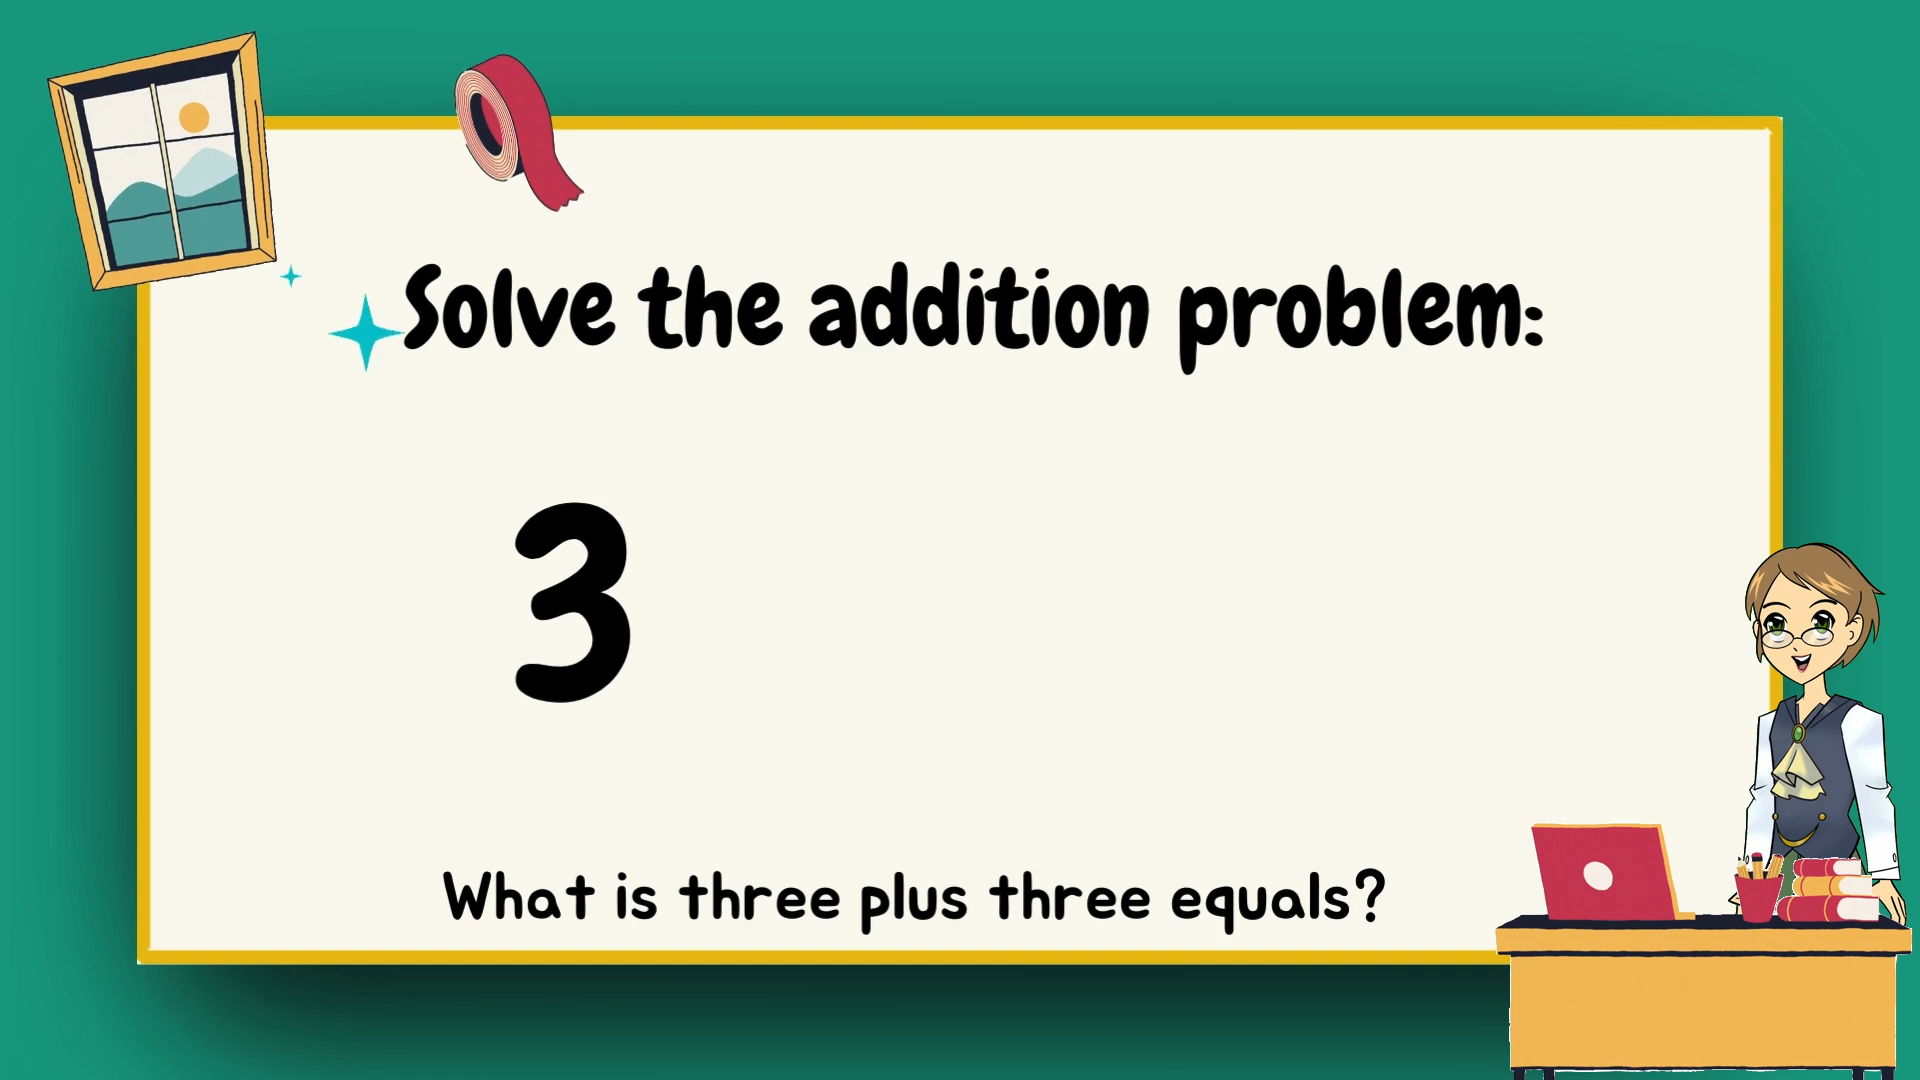 Solve the addition problem:
3
What is three plus three equals?